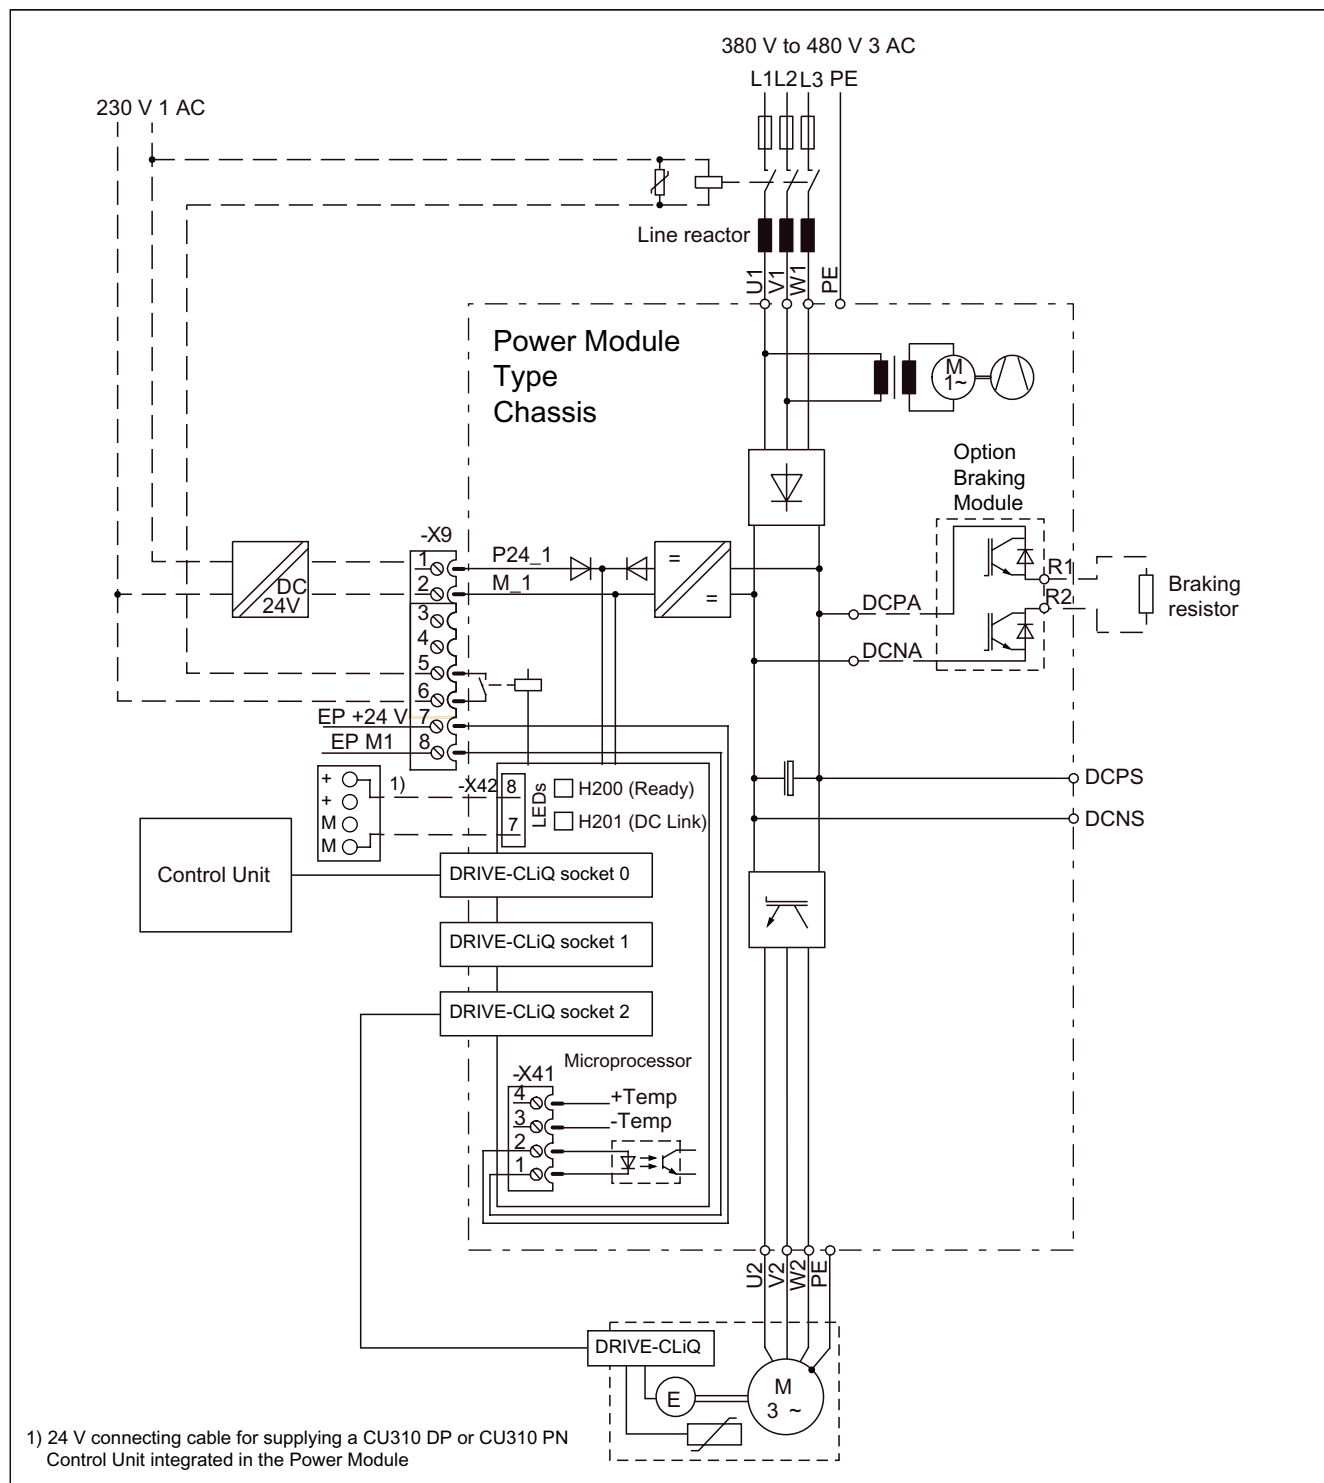 380 V to 480 V 3 AC
L1 L2 L3 PE
230 V 1 AC
Line reactor
U1
V1
W1
PE
Power Module
Type
Chassis
M
1~
Option
Braking
Module
-X9
1
2
3
4
5
6
7
8
P24_1
M_1
DC
24V
=
=
R1
R2
Braking
resistor
DCPA
DCNA
EP +24 V
EP M1
+
+
M
M
1)
-X42
8
7
LEDs
H200 (Ready)
H201 (DC Link)
DCPS
DCNS
Control Unit
DRIVE-CLiQ socket 0
DRIVE-CLiQ socket 1
DRIVE-CLiQ socket 2
Microprocessor
-X41
4
3
2
1
+Temp
-Temp
U2
V2
W2
PE
DRIVE-CLiQ
E
M
3 ~
1) 24 V connecting cable for supplying a CU310 DP or CU310 PN
Control Unit integrated in the Power Module